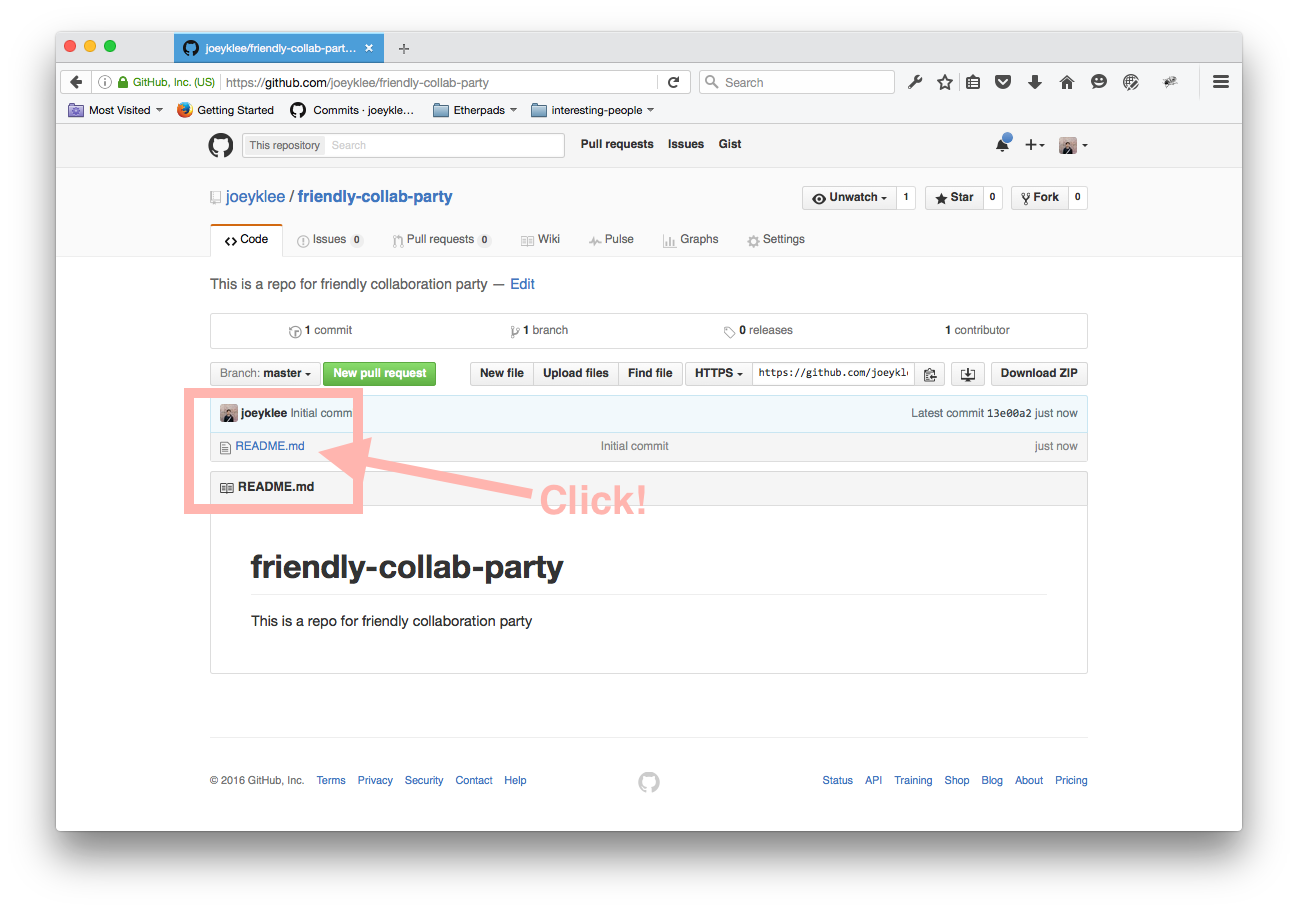 joeyklee/friendly-collab-part...
GitHub, Inc. (US) https://github.com/joeyklee/friendly-collab-party Search
Most Visited Getting Started Commits · joeykle... Etherpads interesting-people
This repository Search Pull requests Issues Gist
joeyklee / friendly-collab-party Unwatch 1 Star 0 Fork 0
Code Issues 0 Pull requests 0 Wiki Pulse Graphs Settings
This is a repo for friendly collaboration party — Edit
1 commit 1 branch 0 releases 1 contributor
Branch: master New pull request New file Upload files Find file HTTPS https://github.com/joeykl Download ZIP
joeyklee Initial comm Latest commit 13e00a2 just now
README.md Initial commit just now
README.md
Click!
friendly-collab-party
This is a repo for friendly collaboration party
© 2016 GitHub, Inc. Terms Privacy Security Contact Help Status API Training Shop Blog About Pricing